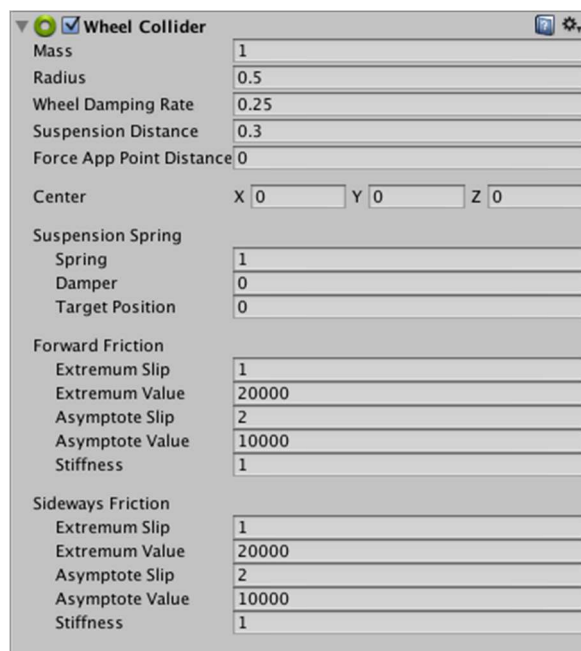 Wheel Collider
Mass 1
Radius 0.5
Wheel Damping Rate 0.25
Suspension Distance 0.3
Force App Point Distance 0
Center X 0 Y 0 Z 0
Suspension Spring
Spring 1
Damper 0
Target Position 0
Forward Friction
Extremum Slip 1
Extremum Value 20000
Asymptote Slip 2
Asymptote Value 10000
Stiffness 1
Sideways Friction
Extremum Slip 1
Extremum Value 20000
Asymptote Slip 2
Asymptote Value 10000
Stiffness 1